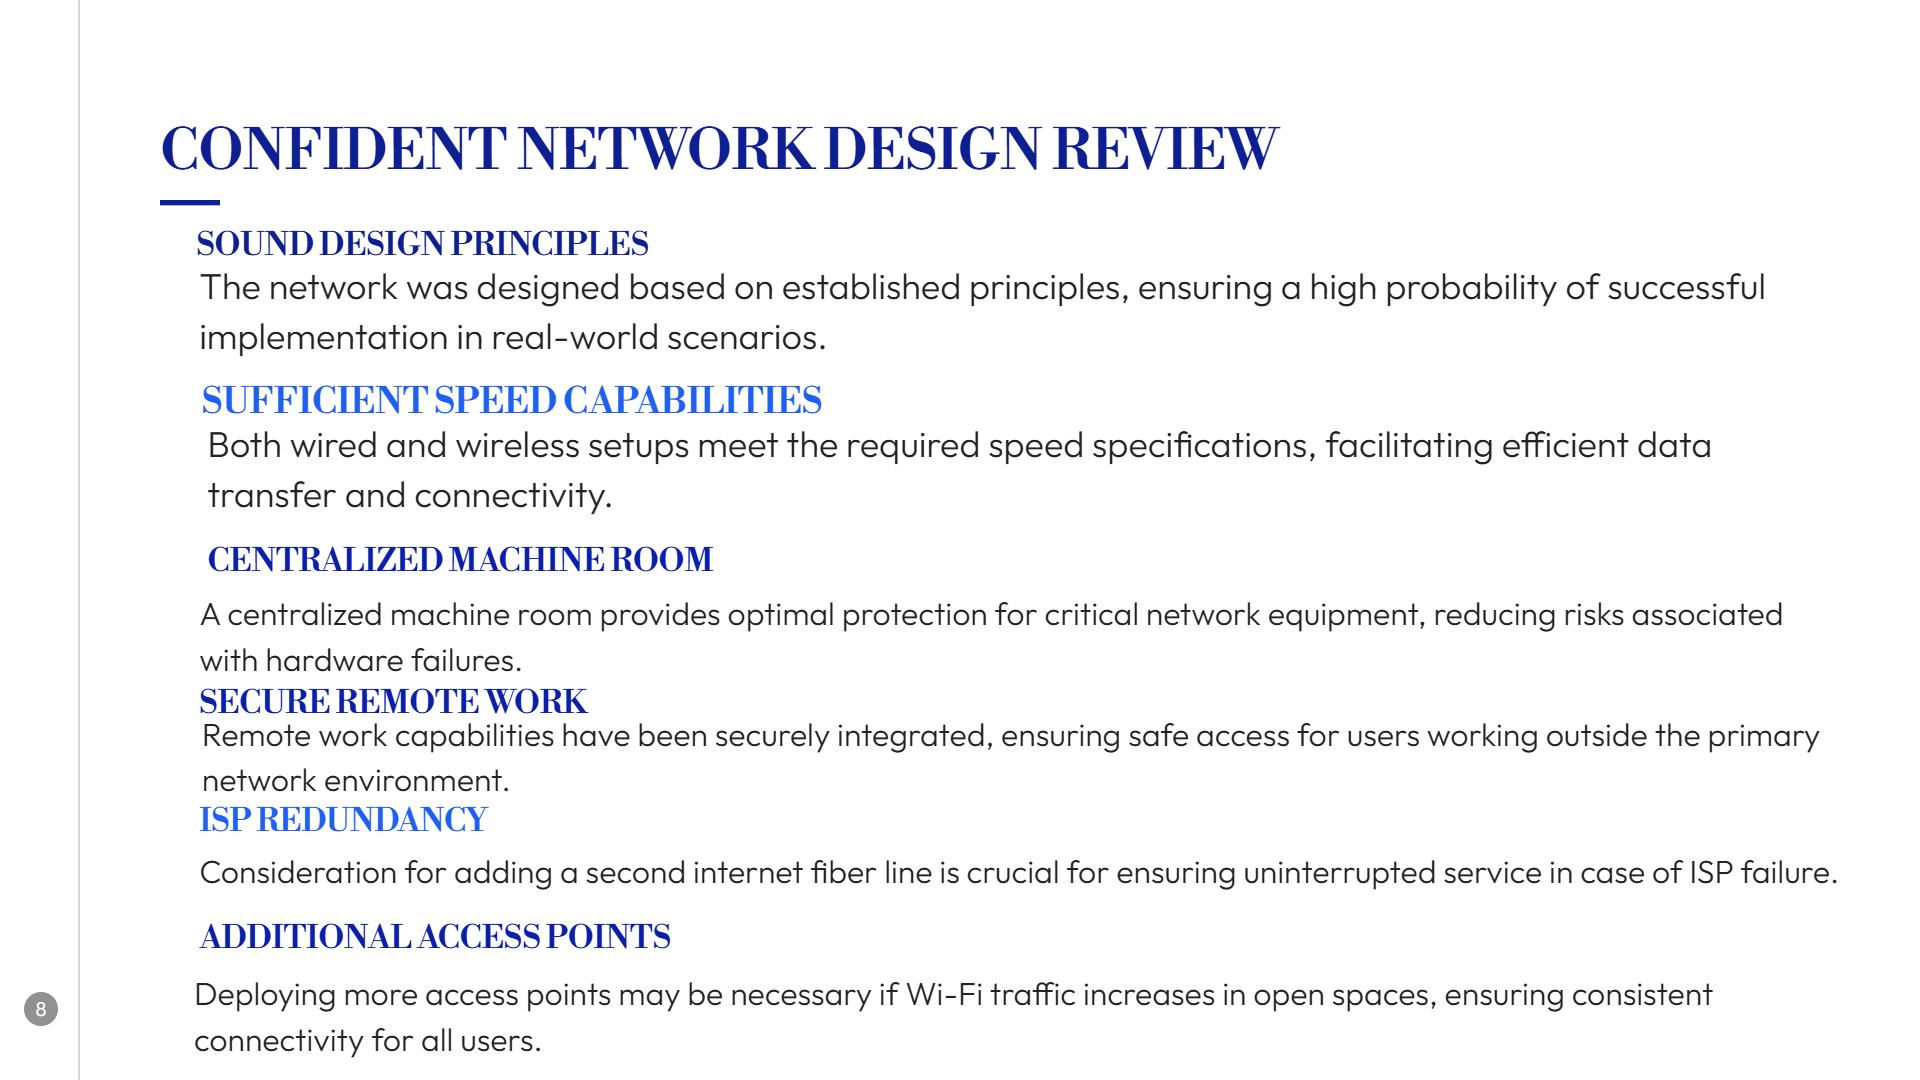 CONFIDENT NETWORK DESIGN REVIEW
SOUND DESIGN PRINCIPLES
The network was designed based on established principles, ensuring a high probability of successful
implementation in real-world scenarios.
SUFFICIENT SPEED CAPABILITIES
Both wired and wireless setups meet the required speed specifications, facilitating efficient data
transfer and connectivity.
CENTRALIZED MACHINE ROOM
A centralized machine room provides optimal protection for critical network equipment, reducing risks associated
with hardware failures.
SECURE REMOTE WORK
Remote work capabilities have been securely integrated, ensuring safe access for users working outside the primary
network environment.
ISP REDUNDANCY
Consideration for adding a second internet fiber line is crucial for ensuring uninterrupted service in case of ISP failure.
ADDITIONAL ACCESS POINTS
Deploying more access points may be necessary if Wi-Fi traffic increases in open spaces, ensuring consistent
connectivity for all users.
8